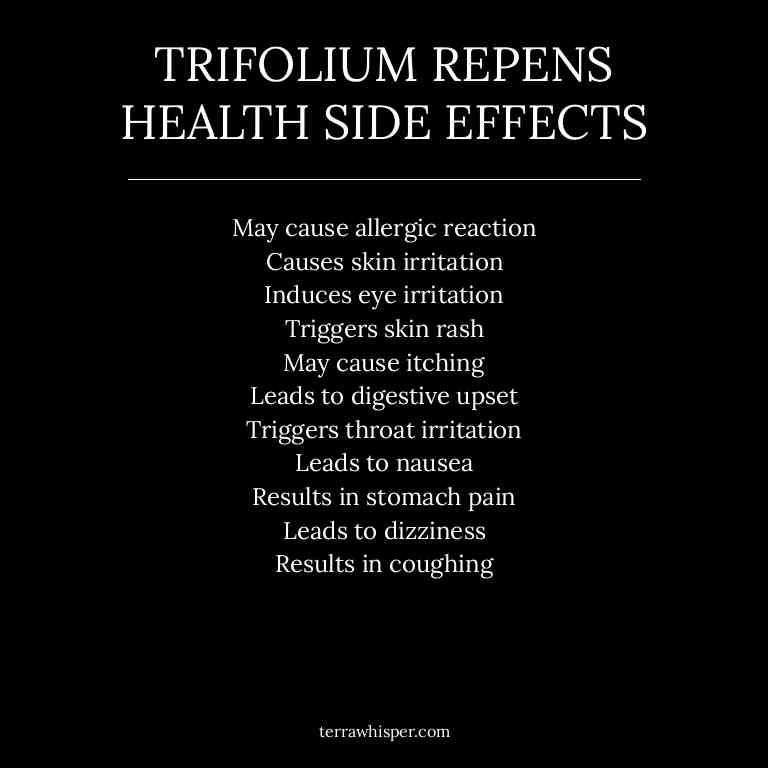 TRIFOLIUM REPENS
HEALTH SIDE EFFECTS
May cause allergic reaction
Causes skin irritation
Induces eye irritation
Triggers skin rash
May cause itching
Leads to digestive upset
Triggers throat irritation
Leads to nausea
Results in stomach pain
Leads to dizziness
Results in coughing
terrawhisper.com